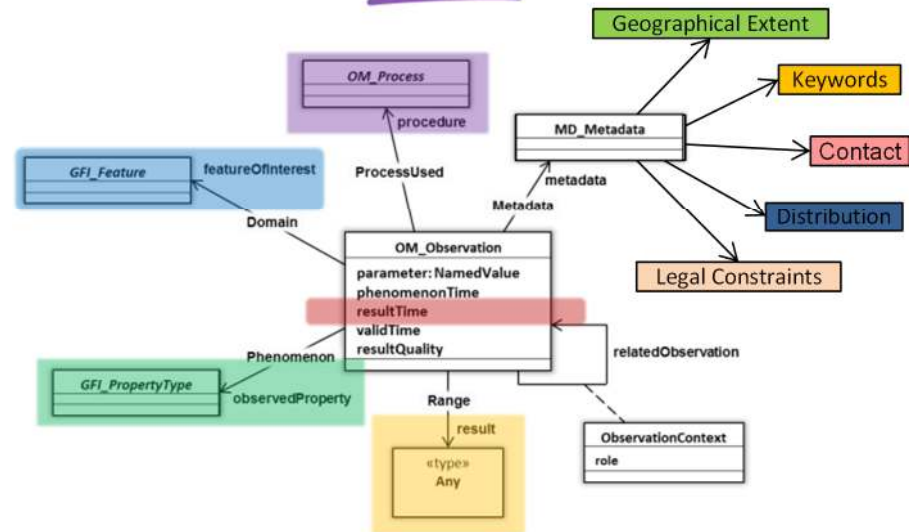 Geographical Extent
OM_Process
Keywords
procedure
MD_Metadata
Contact
GFI_Feature
featureOfInterest
ProcessUsed
metadata
Metadata
Distribution
Domain
OM_Observation
parameter: NamedValue
phenomenonTime
resultTime
validTime
resultQuality
Legal Constraints
Phenomenon
relatedObservation
GFI_PropertyType
observedProperty
Range
result
«type»
Any
ObservationContext
role